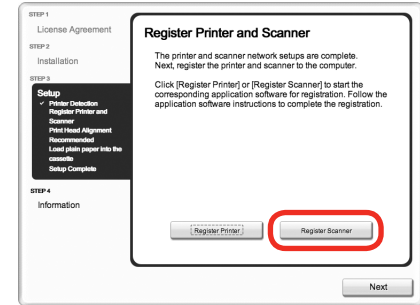 STEP 1
License Agreement
STEP 2
Installation
STEP 3
Setup
✓ Printer Detection
Register Printer and
Scanner
Print Head Alignment
Recommended
Load plain paper into the
cassette
Setup Complete
STEP 4
Information
Register Printer and Scanner
The printer and scanner network setups are complete.
Next, register the printer and scanner to the computer.
Click [Register Printer] or [Register Scanner] to start the
corresponding application software for registration. Follow the
application software instructions to complete the registration.
Register Printer
Register Scanner
Next